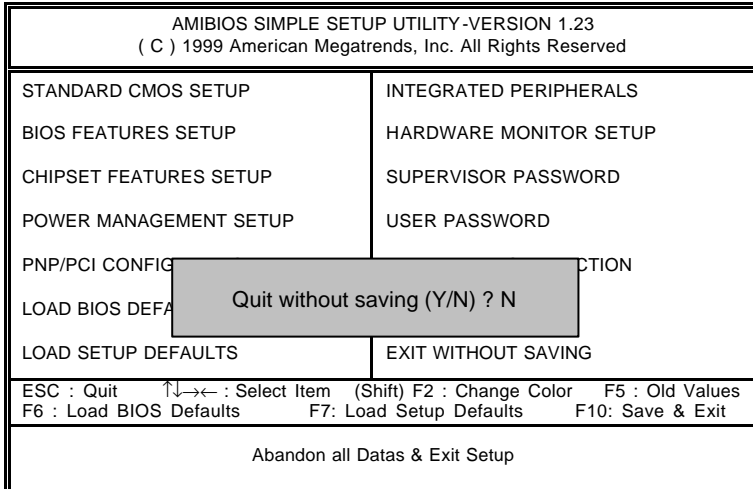 AMIBIOS SIMPLE SETUP UTILITY-VERSION 1.23
( C ) 1999 American Megatrends, Inc. All Rights Reserved
STANDARD CMOS SETUP
BIOS FEATURES SETUP
CHIPSET FEATURES SETUP
POWER MANAGEMENT SETUP
PNP/PCI
LOAD BIOS
LOAD SETUP DEFAULTS
INTEGRATED PERIPHERALS
HARDWARE MONITOR SETUP
SUPERVISOR PASSWORD
USER PASSWORD
EXIT WITHOUT SAVING
Quit without saving (Y/N) ? N
ESC : Quit ↑↓→← : Select Item (Shift) F2 : Change Color F5 : Old Values
F6 : Load BIOS Defaults F7: Load Setup Defaults F10: Save & Exit
Abandon all Datas & Exit Setup